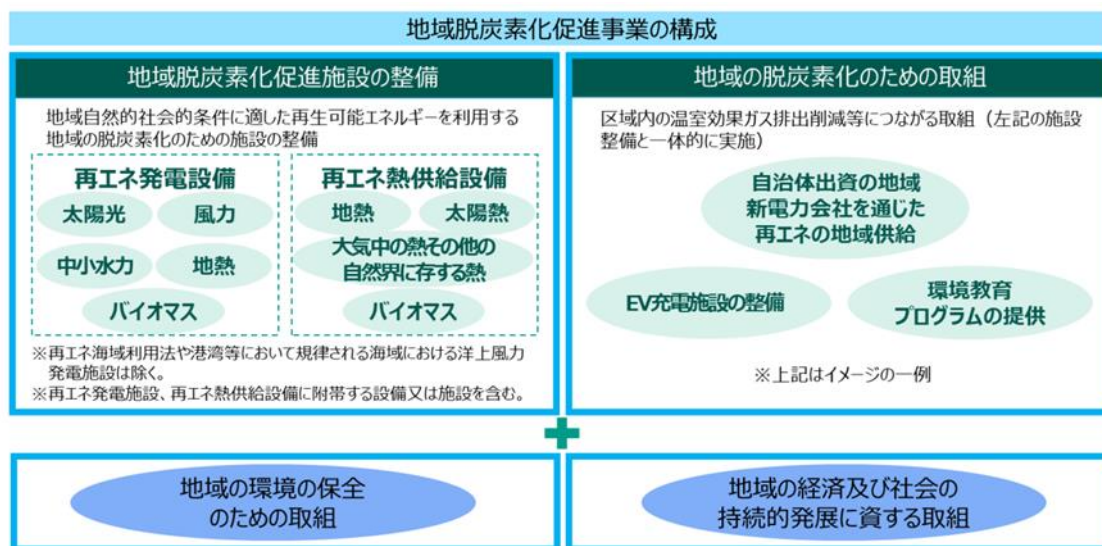 地域脱炭素化促進事業の構成
地域脱炭素化促進施設の整備
地域自然的社会的条件に適した再生可能エネルギーを利用する
地域の脱炭素化のための施設の整備
再エネ発電設備
太陽光
風力
中小水力
地熱
バイオマス
再エネ熱供給設備
地熱
太陽熱
大気中の熱その他の
自然界に存する熱
バイオマス
※再エネ海域利用法や港湾等において規律される海域における洋上風力
発電施設は除く。
※再エネ発電施設、再エネ熱供給設備に附帯する設備又は施設を含む。
地域の脱炭素化のための取組
区域内の温室効果ガス排出削減等につながる取組（左記の施設
整備と一体的に実施）
自治体出資の地域
新電力会社を通じた
再エネの地域供給
EV充電施設の整備
環境教育
プログラムの提供
※上記はイメージの一例
地域の環境の保全
のための取組
地域の経済及び社会の
持続的発展に資する取組